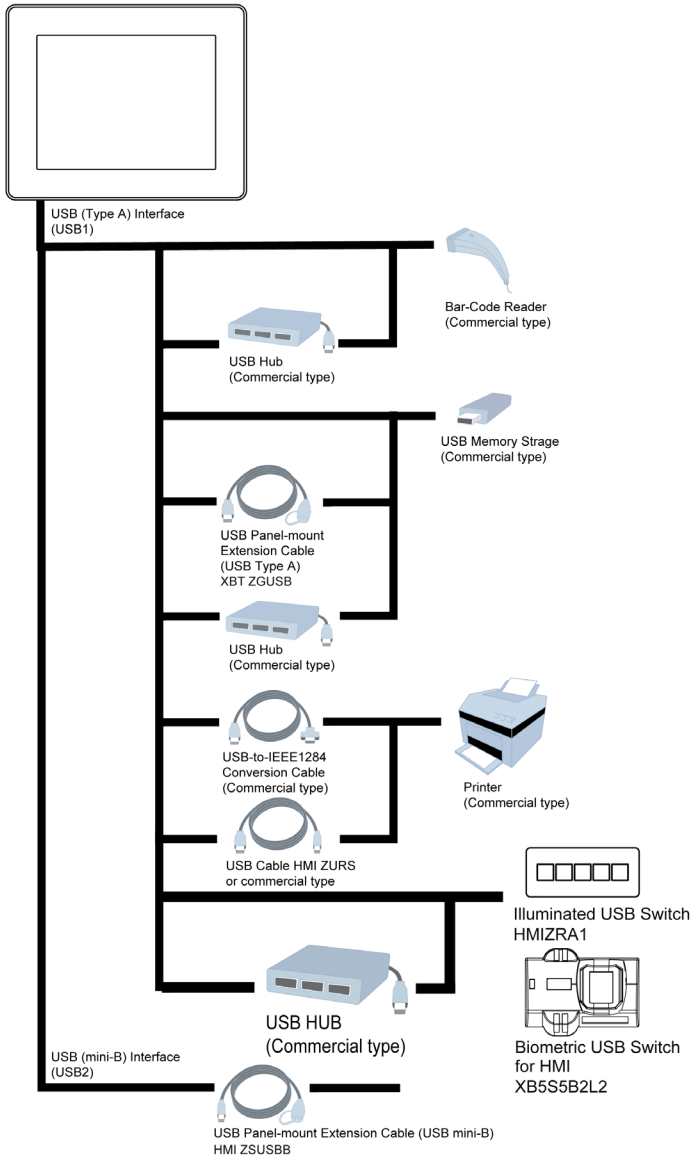 USB (Type A) Interface
(USB1)
Bar-Code Reader
(Commercial type)
USB Hub
(Commercial type)
USB Memory Strage
(Commercial type)
USB Panel-mount
Extension Cable
(USB Type A)
XBT ZGUSB
USB Hub
(Commercial type)
USB-to-IEEE1284
Conversion Cable
(Commercial type)
Printer
(Commercial type)
USB Cable HMI ZURS
or commercial type
Illuminated USB Switch
HMIZRA1
USB HUB
(Commercial type)
Biometric USB Switch
for HMI
XB5S5B2L2
USB (mini-B) Interface
(USB2)
USB Panel-mount Extension Cable (USB mini-B)
HMI ZSUSBB